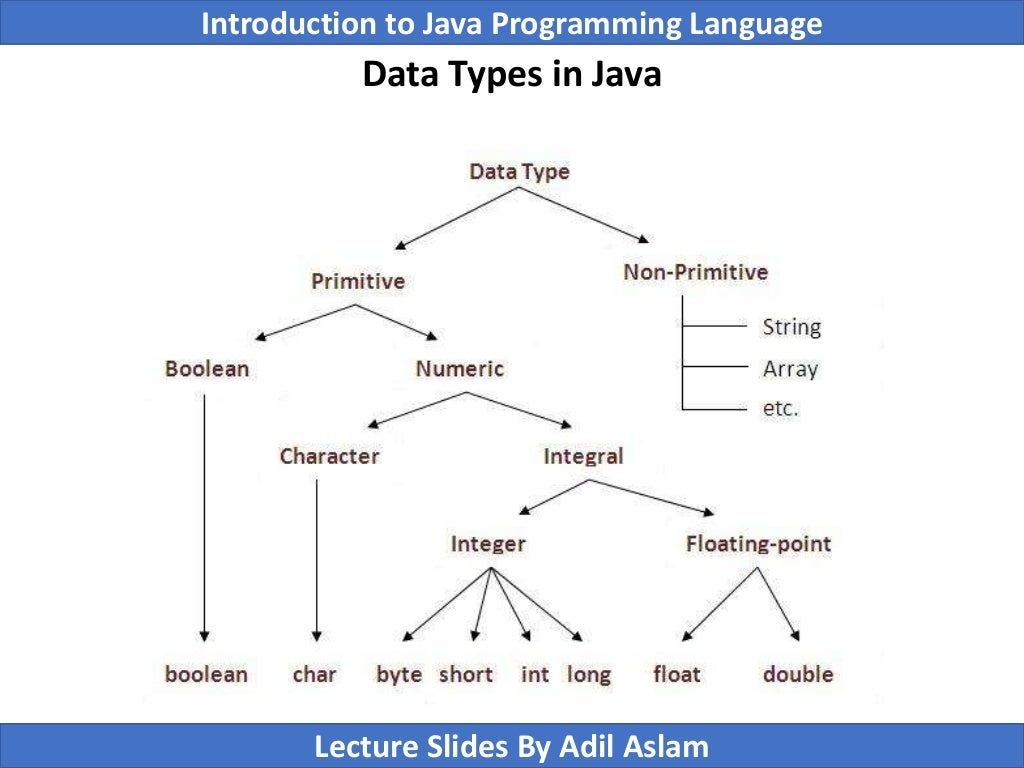 Introduction to Java Programming Language
Data Types in Java
Data Type
Primitive
Non-Primitive
String
Array
etc.
Boolean
Numeric
Character
Integral
Integer
Floating-point
boolean char byte short int long float double
Lecture Slides By Adil Aslam